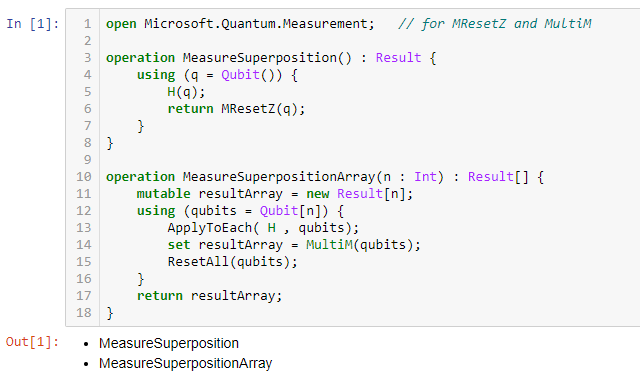 In [1]:
1 open Microsoft.Quantum.Measurement;   // for MResetZ and MultiM
2
3 operation MeasureSuperposition() : Result {
4     using (q = Qubit()) {
5         H(q);
6         return MResetZ(q);
7     }
8 }
9
10 operation MeasureSuperpositionArray(n : Int) : Result[] {
11     mutable resultArray = new Result[n];
12     using (qubits = Qubit[n]) {
13         ApplyToEach( H , qubits);
14         set resultArray = MultiM(qubits);
15         ResetAll(qubits);
16     }
17     return resultArray;
18 }
Out[1]:
• MeasureSuperposition
• MeasureSuperpositionArray